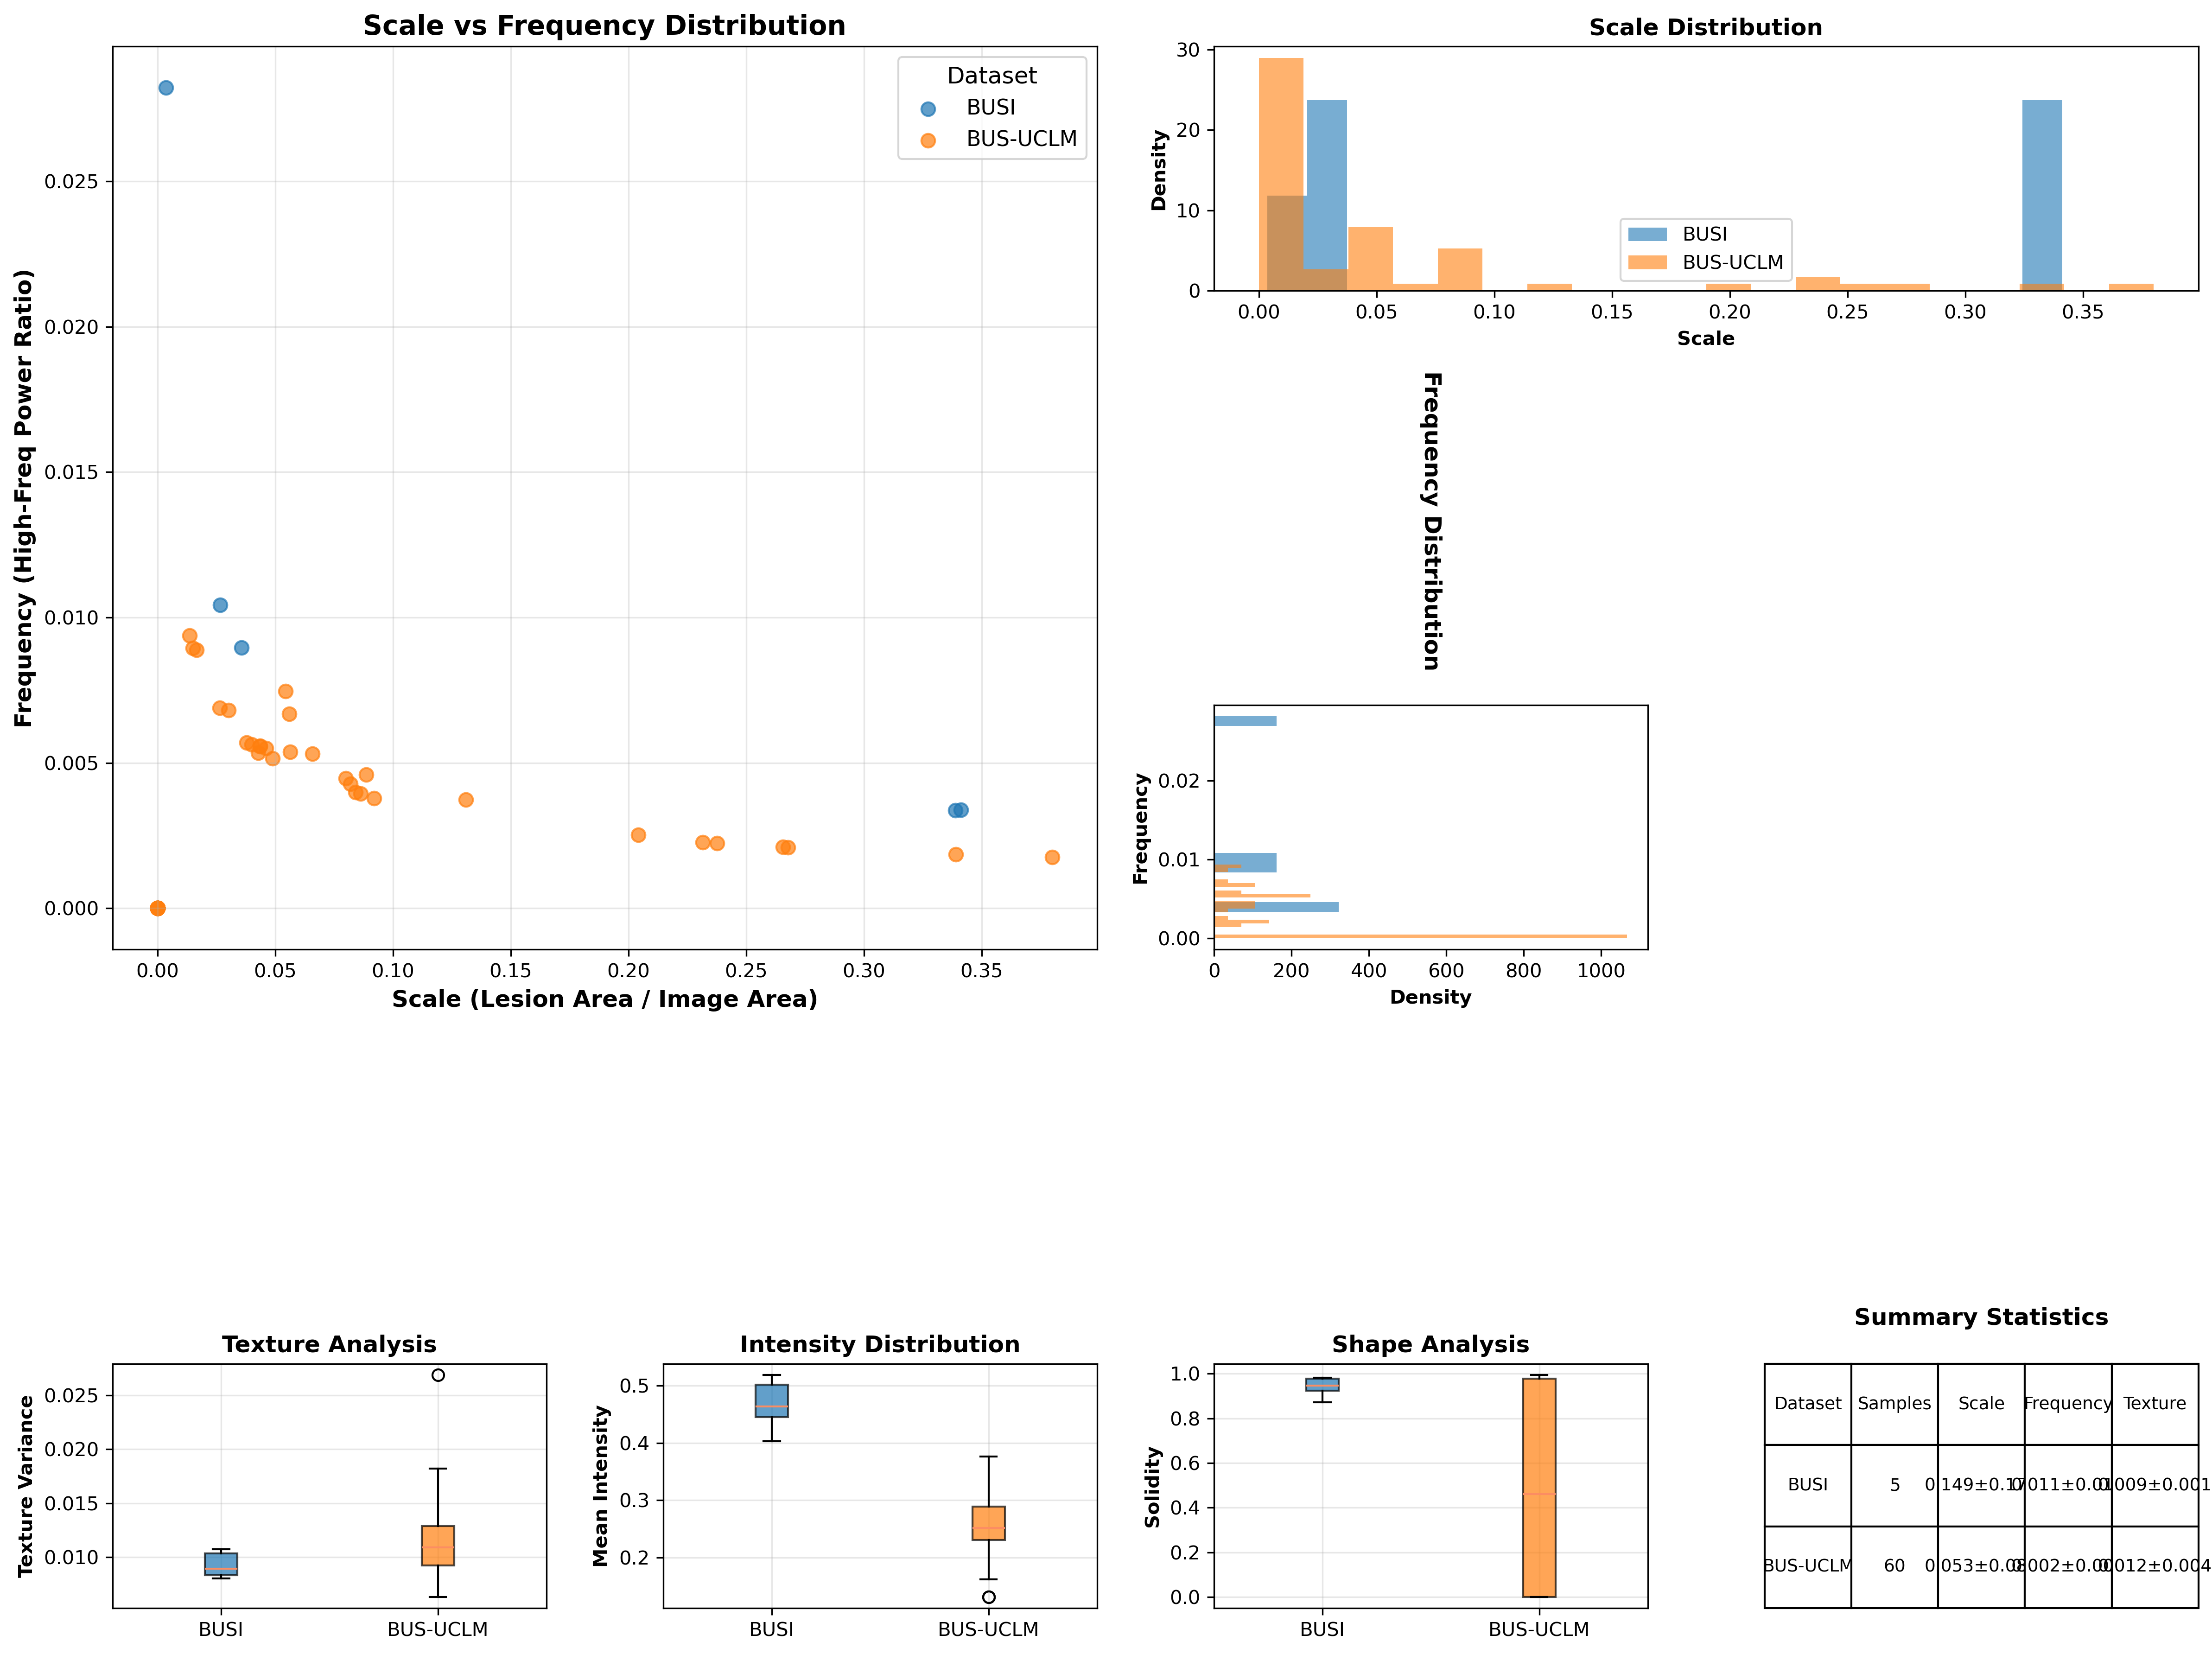 Scale vs Frequency Distribution
Frequency (High-Freq Power Ratio)
0.025
0.020
0.015
0.010
0.005
0.000
Dataset
BUSI
BUS-UCLM
0.00 0.05 0.10 0.15 0.20 0.25 0.30 0.35
Scale (Lesion Area / Image Area)
Scale Distribution
Density
30
20
10
0
BUSI
BUS-UCLM
0.00 0.05 0.10 0.15 0.20 0.25 0.30 0.35
Scale
Frequency Distribution
Frequency
0.02
0.01
0.00
0 200 400 600 800 1000
Density
Texture Analysis
Texture Variance
0.025
0.020
0.015
0.010
BUSI BUS-UCLM
Intensity Distribution
Mean Intensity
0.5
0.4
0.3
0.2
BUSI BUS-UCLM
Shape Analysis
Solidity
1.0
0.8
0.6
0.4
0.2
0.0
BUSI BUS-UCLM
Summary Statistics
Dataset Samples Scale Frequency Texture
BUSI 5
BUS-UCLM 60